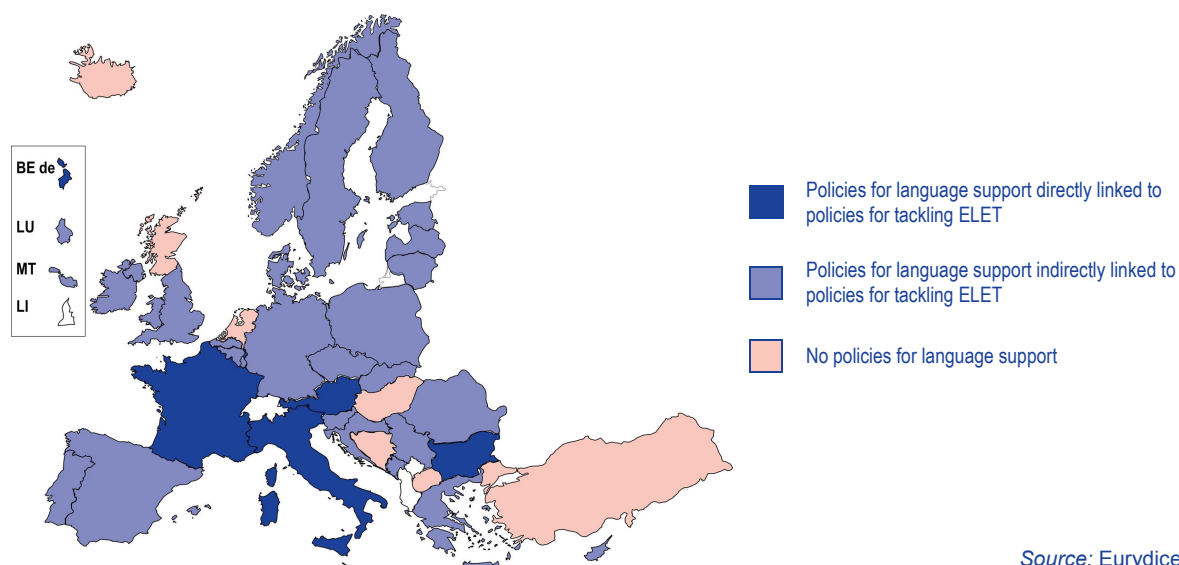 BE de
LU
MT
LI
Policies for language support directly linked to
policies for tackling ELET
Policies for language support indirectly linked to
policies for tackling ELET
No policies for language support
Source: Eurydice